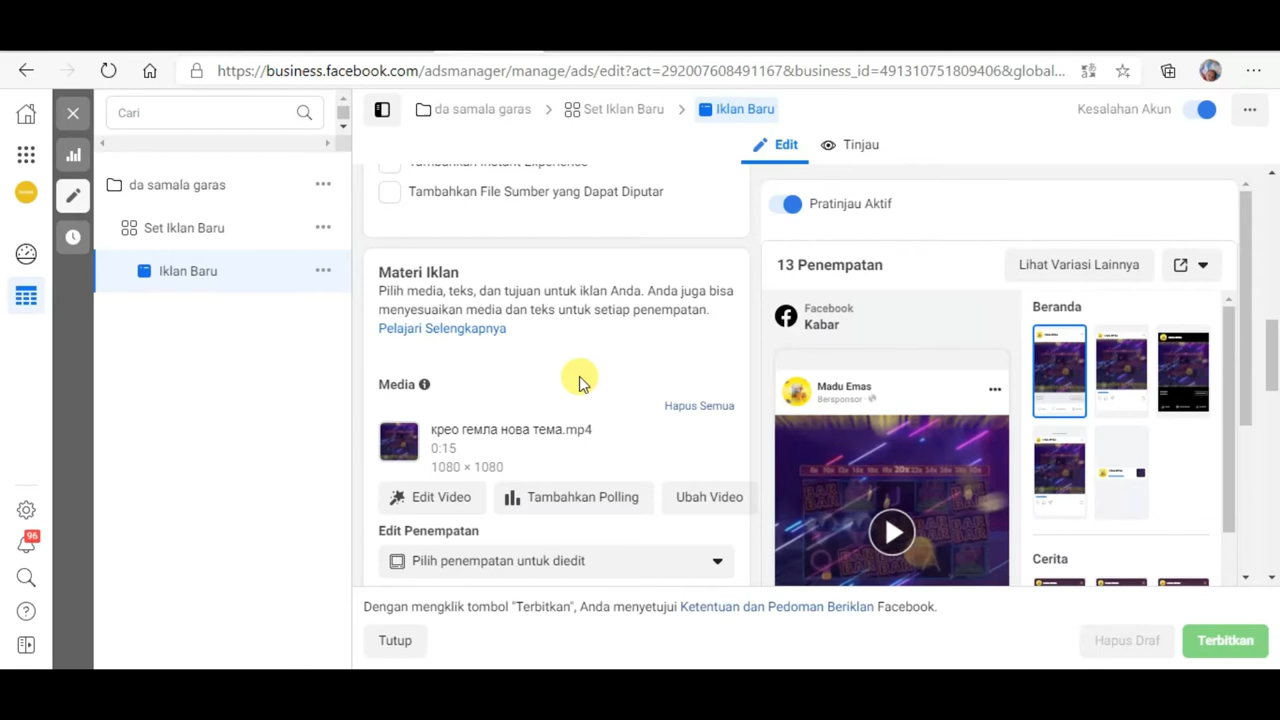 https://business.facebook.com/adsmanager/manage/ads/edit?act=292007608491167&business_id=491310751809406&global...
Cari
da samala garas
Set Iklan Baru
Iklan Baru
Kesalahan Akun
Edit
Tinjau
da samala garas
Set Iklan Baru
Iklan Baru
96
Tambahkan Instant Experience
Tambahkan File Sumber yang Dapat Diputar
Materi Iklan
Pilih media, teks, dan tujuan untuk iklan Anda. Anda juga bisa
menyesuaikan media dan teks untuk setiap penempatan.
Pelajari Selengkapnya
Media
Hapus Semua
крео гемла нова тема.mp4
0:15
1080 × 1080
Edit Video
Tambahkan Polling
Ubah Video
Edit Penempatan
Pilih penempatan untuk diedit
Pratinjau Aktif
13 Penempatan
Lihat Variasi Lainnya
Facebook
Kabar
Madu Emas
Bersponsor
20x
BAR
Beranda
Cerita
Dengan mengklik tombol "Terbitkan", Anda menyetujui Ketentuan dan Pedoman Beriklan Facebook.
Tutup
Hapus Draf
Terbitkan